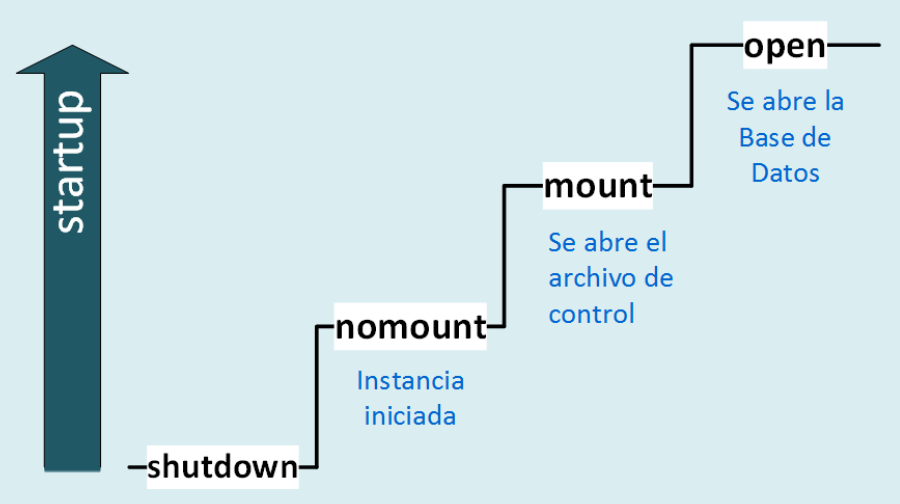 startup
open
Se abre la
Base de
Datos
mount
Se abre el
archivo de
control
nomount
Instancia
iniciada
shutdown